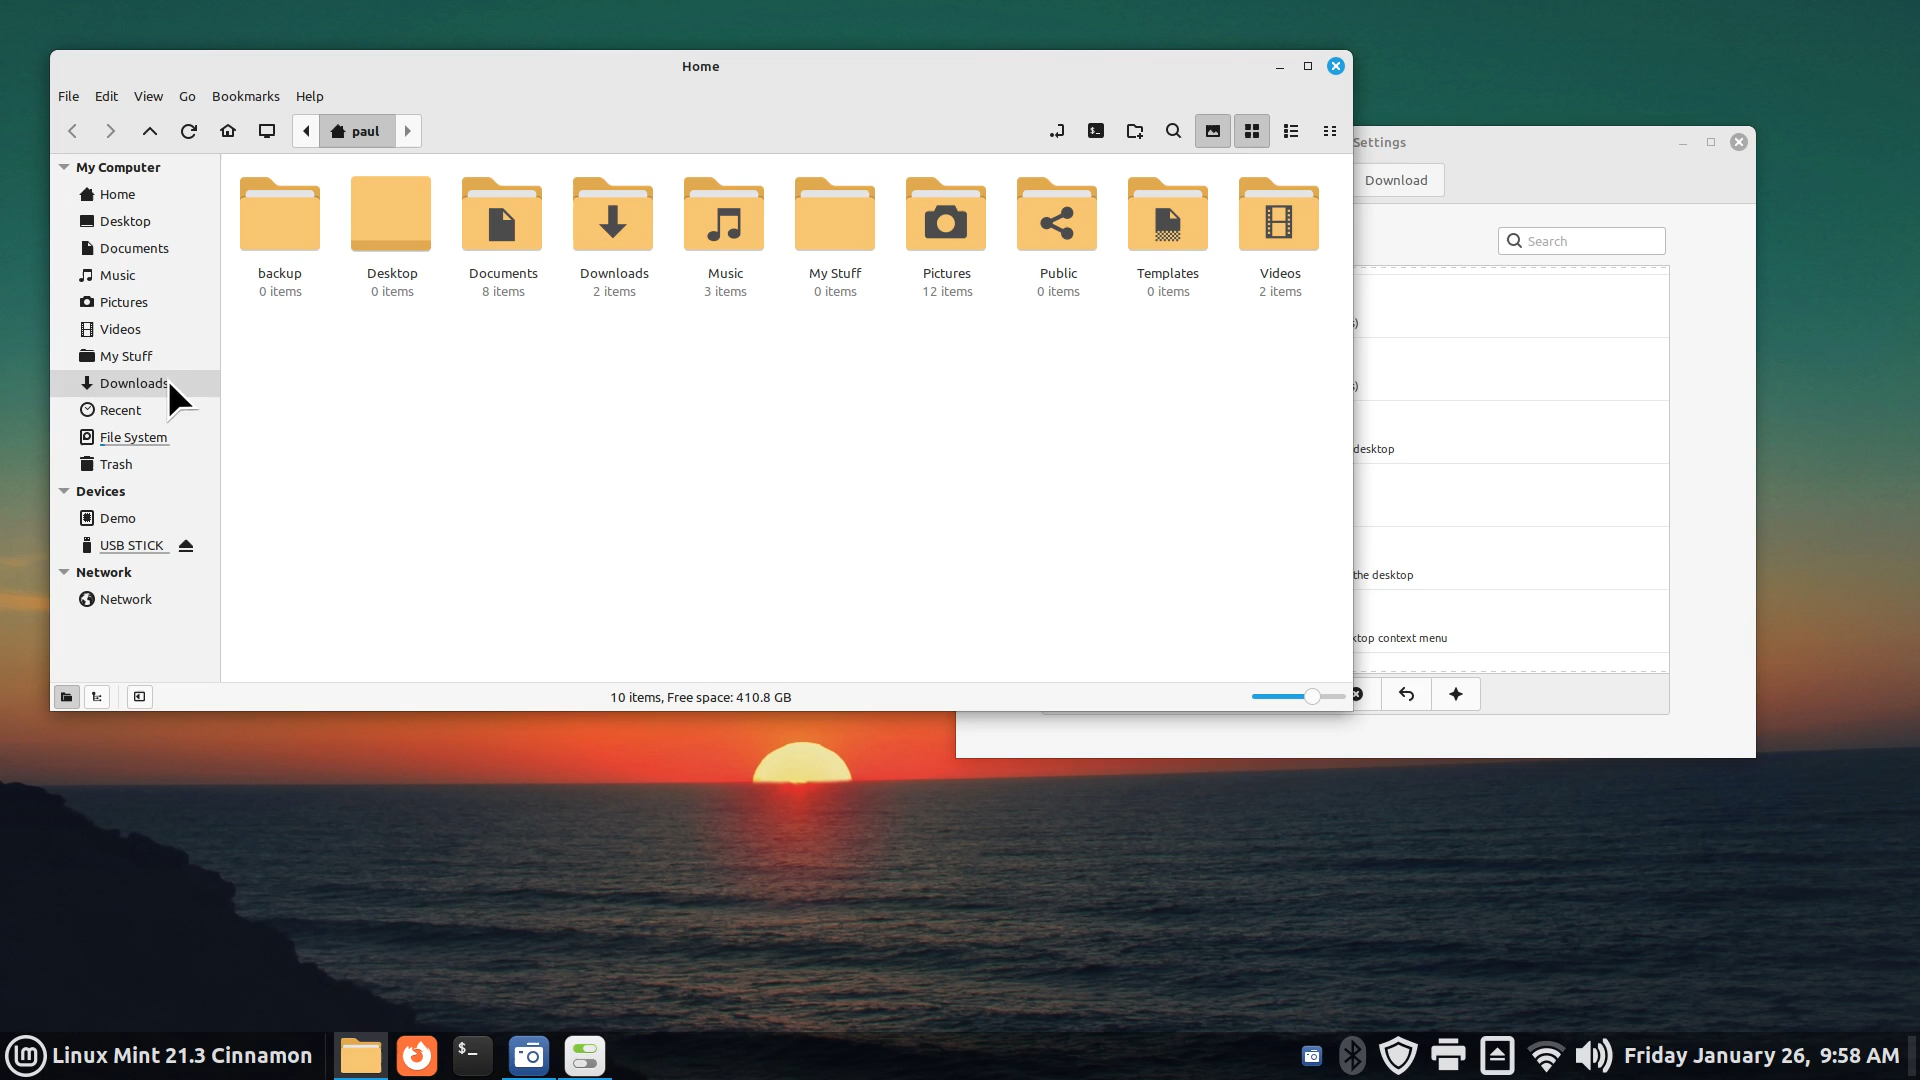 Home
File Edit View Go Bookmarks Help
paul
My Computer
Home
Desktop
Documents
Music
Pictures
Videos
My Stuff
Downloads
Recent
File System
Trash
Devices
Demo
USB STICK
Network
Network
backup
0 items
Desktop
0 items
Documents
8 items
Downloads
2 items
Music
3 items
My Stuff
0 items
Pictures
12 items
Public
0 items
Templates
0 items
Videos
2 items
10 items, Free space: 410.8 GB
Settings
Download
Search
desktop
the desktop
context menu
Linux Mint 21.3 Cinnamon
$_
Friday January 26, 9:58 AM